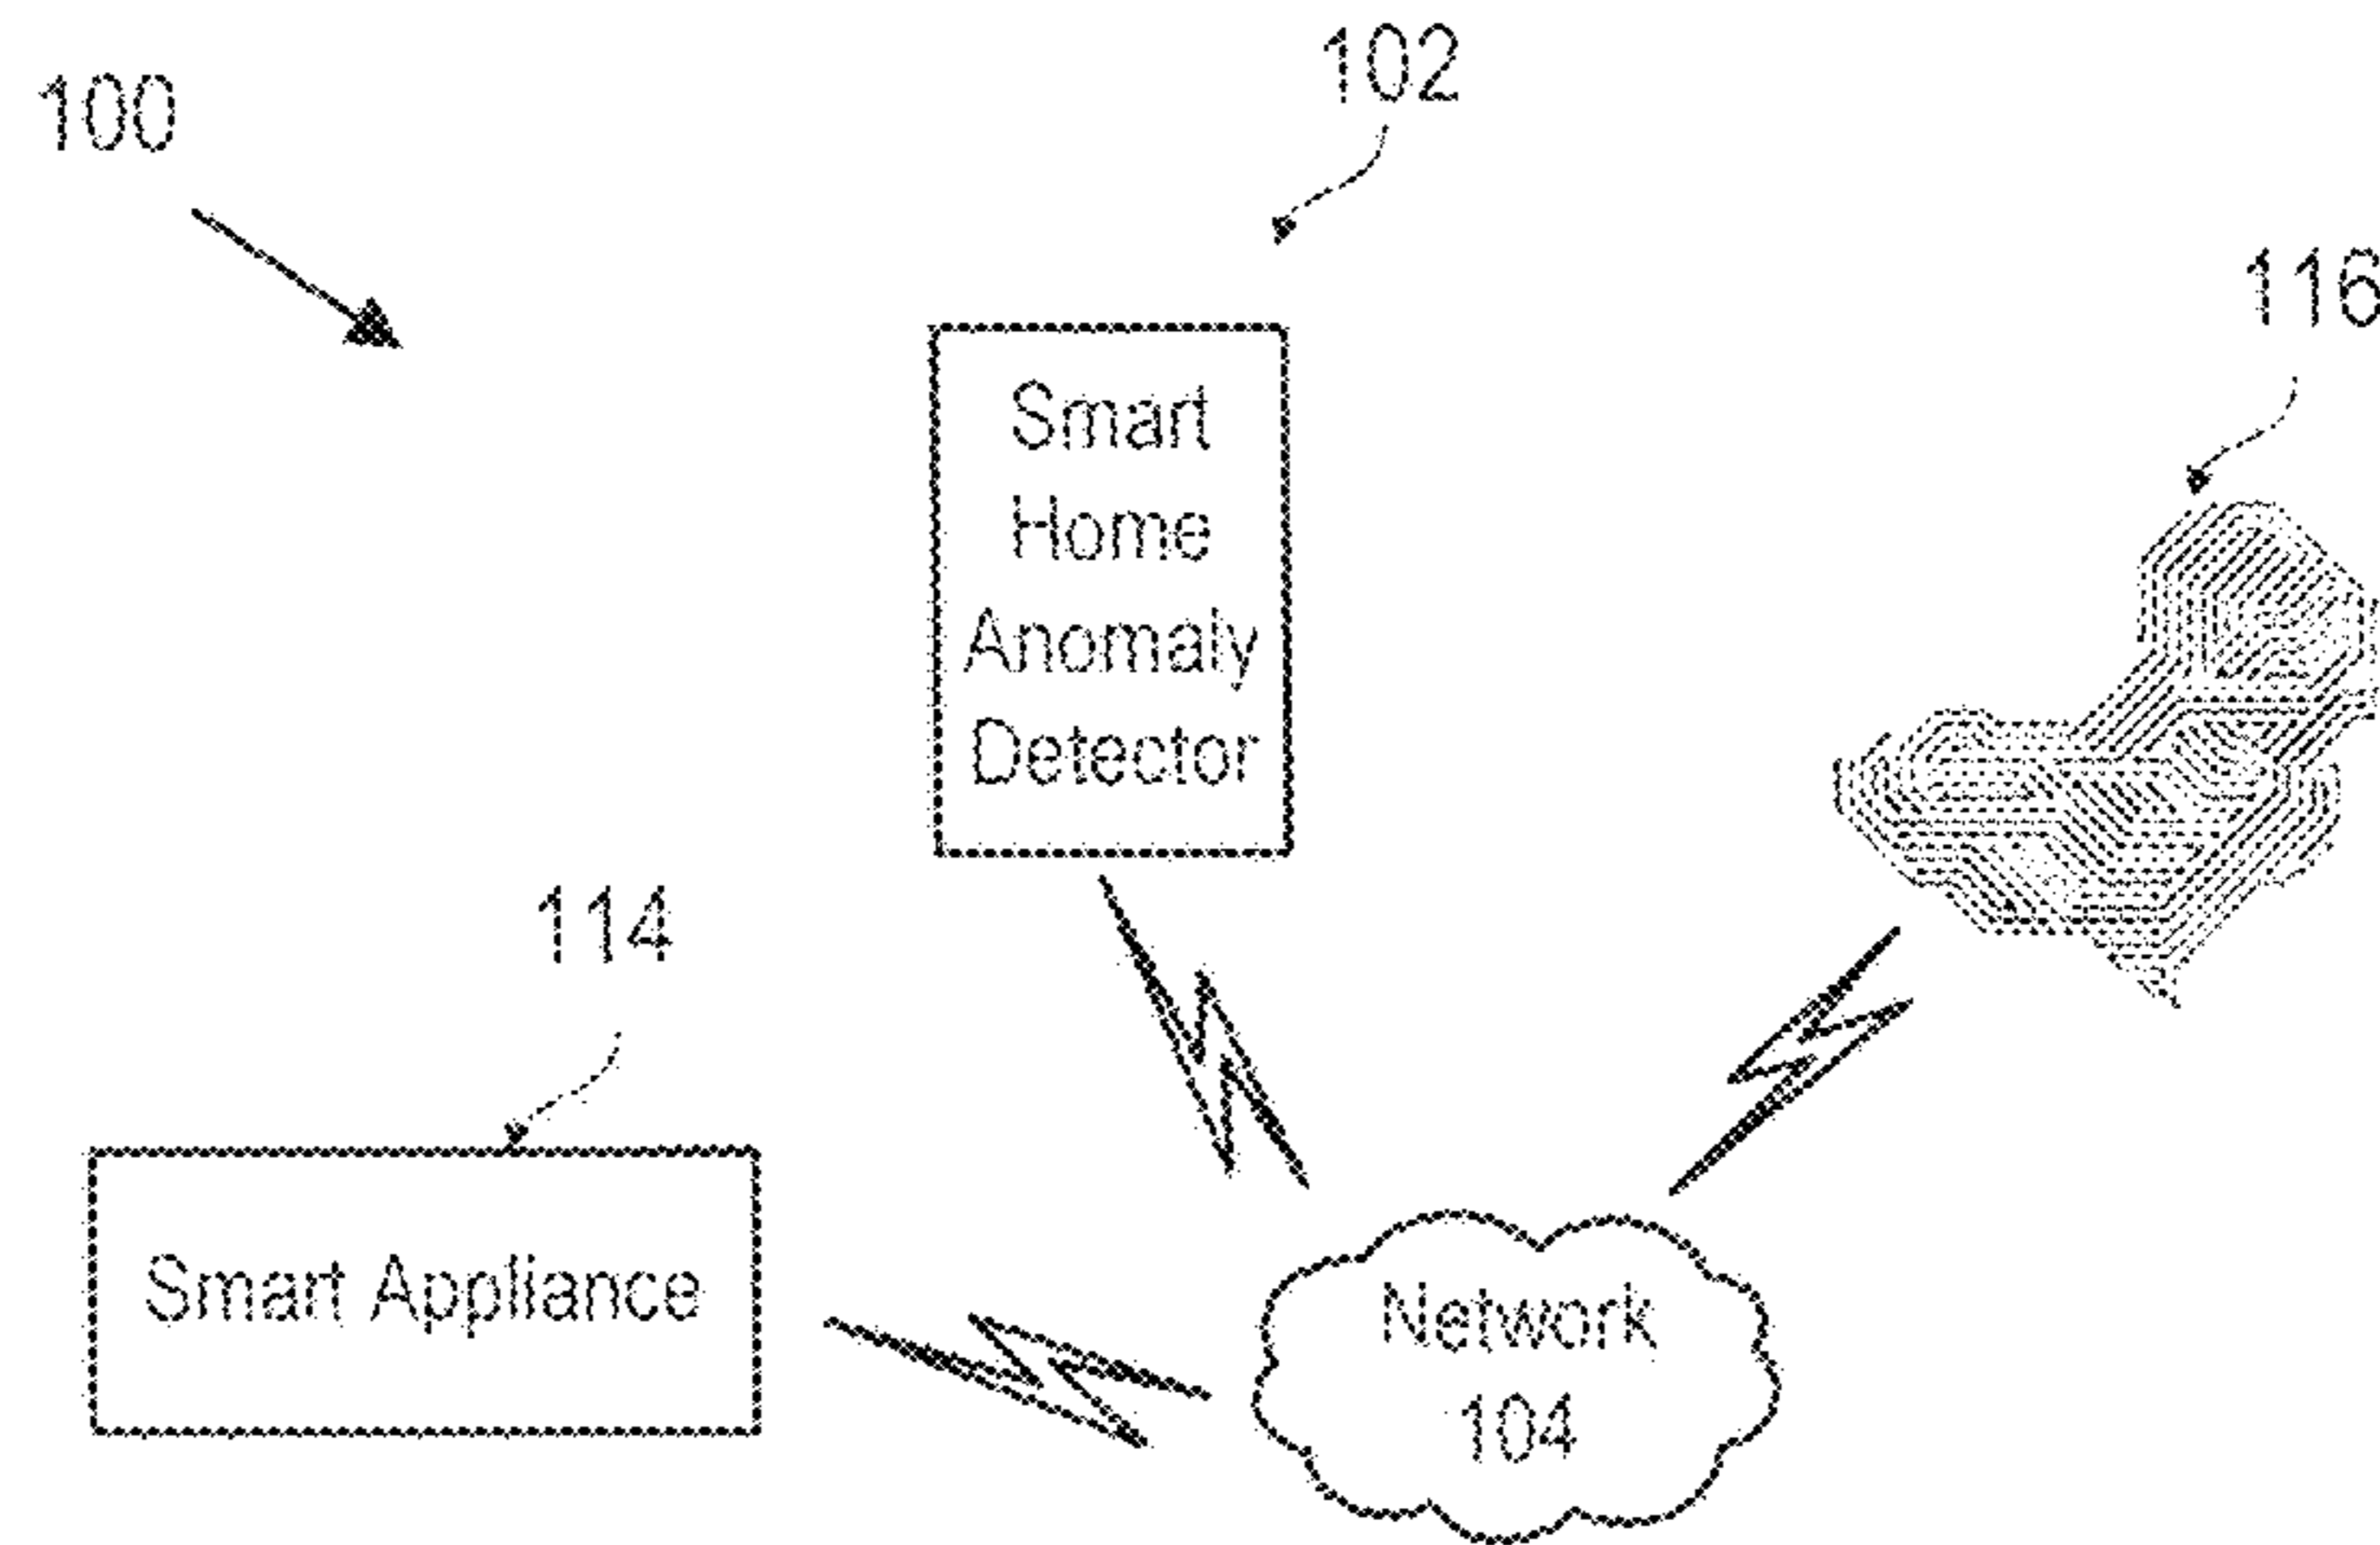 100
102
116
Smart
Home
Anomaly
Detector
114
Smart Appliance
Network
104